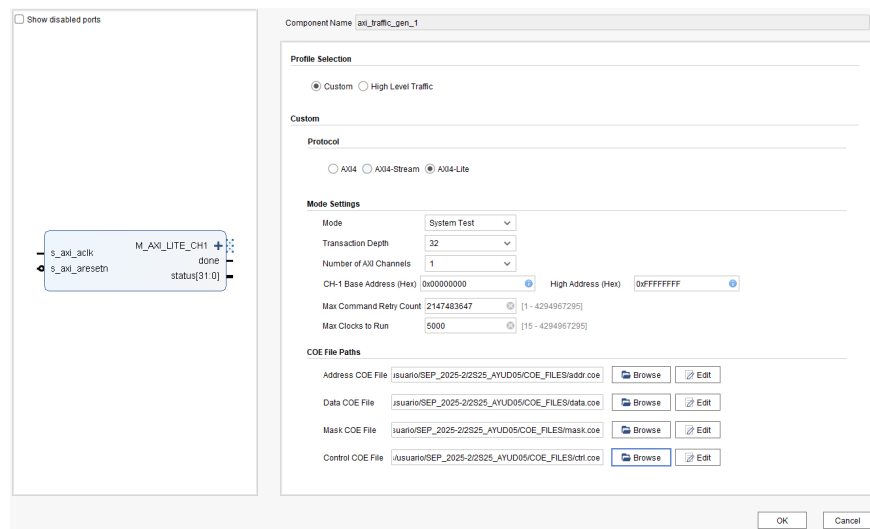 Show disabled ports
Component Name axi_traffic_gen_1
Profile Selection
Custom High Level Traffic
Custom
Protocol
AXI4 AXI4-Stream AXI4-Lite
Mode Settings
Mode System Test
Transaction Depth 32
Number of AXI Channels 1
CH-1 Base Address (Hex) 0x00000000 High Address (Hex) 0xFFFFFFFF
Max Command Retry Count 2147483647 [1 - 4294967295]
Max Clocks to Run 5000 [15 - 4294967295]
COE File Paths
Address COE File usuario/SEP_2025-2/2S25_AYUD05/COE_FILES/addr.coe Browse Edit
Data COE File usuario/SEP_2025-2/2S25_AYUD05/COE_FILES/data.coe Browse Edit
Mask COE File usuario/SEP_2025-2/2S25_AYUD05/COE_FILES/mask.coe Browse Edit
Control COE File /usuario/SEP_2025-2/2S25_AYUD05/COE_FILES/ctrl.coe Browse Edit
s_axi_aclk
s_axi_aresetn
M_AXI_LITE_CH1
done
status[31:0]
OK Cancel